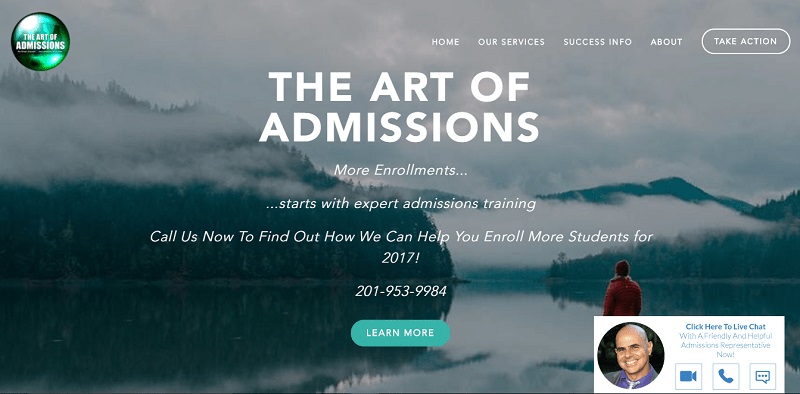 THE ART OF
ADMISSIONS
HOME OUR SERVICES SUCCESS INFO ABOUT TAKE ACTION
THE ART OF
ADMISSIONS
More Enrollments...
...starts with expert admissions training
Call Us Now To Find Out How We Can Help You Enroll More Students for
2017!
201-953-9984
LEARN MORE
Click Here To Live Chat
With A Friendly And Helpful
Admissions Representative
Now!